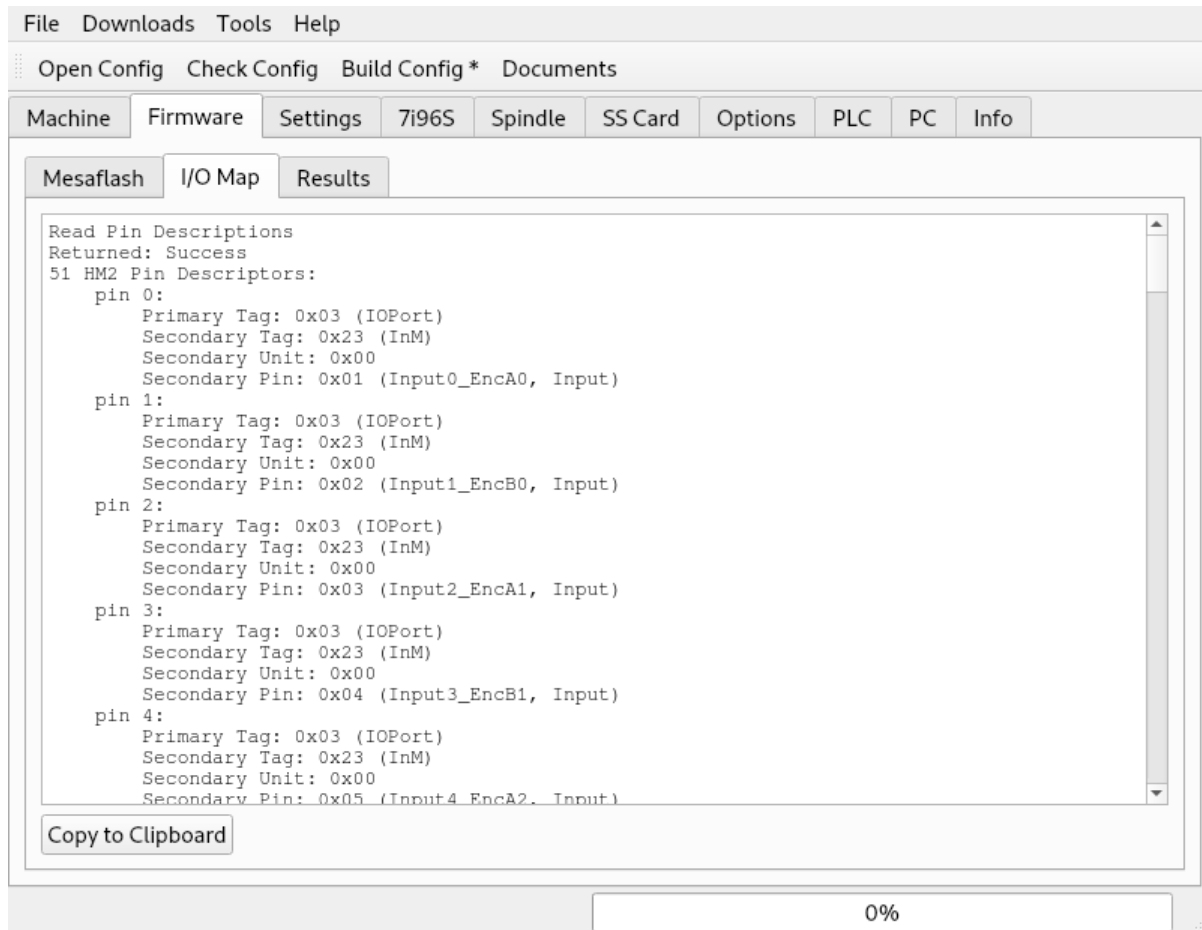 File Downloads Tools Help
Open Config Check Config Build Config * Documents
Machine Firmware Settings 7i96S Spindle SS Card Options PLC PC Info
Mesaflash I/O Map Results
Read Pin Descriptions
Returned: Success
51 HM2 Pin Descriptors:
pin 0:
Primary Tag: 0x03 (IOPort)
Secondary Tag: 0x23 (InM)
Secondary Unit: 0x00
Secondary Pin: 0x01 (Input0_EncA0, Input)
pin 1:
Primary Tag: 0x03 (IOPort)
Secondary Tag: 0x23 (InM)
Secondary Unit: 0x00
Secondary Pin: 0x02 (Input1_EncB0, Input)
pin 2:
Primary Tag: 0x03 (IOPort)
Secondary Tag: 0x23 (InM)
Secondary Unit: 0x00
Secondary Pin: 0x03 (Input2_EncA1, Input)
pin 3:
Primary Tag: 0x03 (IOPort)
Secondary Tag: 0x23 (InM)
Secondary Unit: 0x00
Secondary Pin: 0x04 (Input3_EncB1, Input)
pin 4:
Primary Tag: 0x03 (IOPort)
Secondary Tag: 0x23 (InM)
Secondary Unit: 0x00
Secondary Pin: 0x05 (Input4_EncA2, Input)
Copy to Clipboard
0%